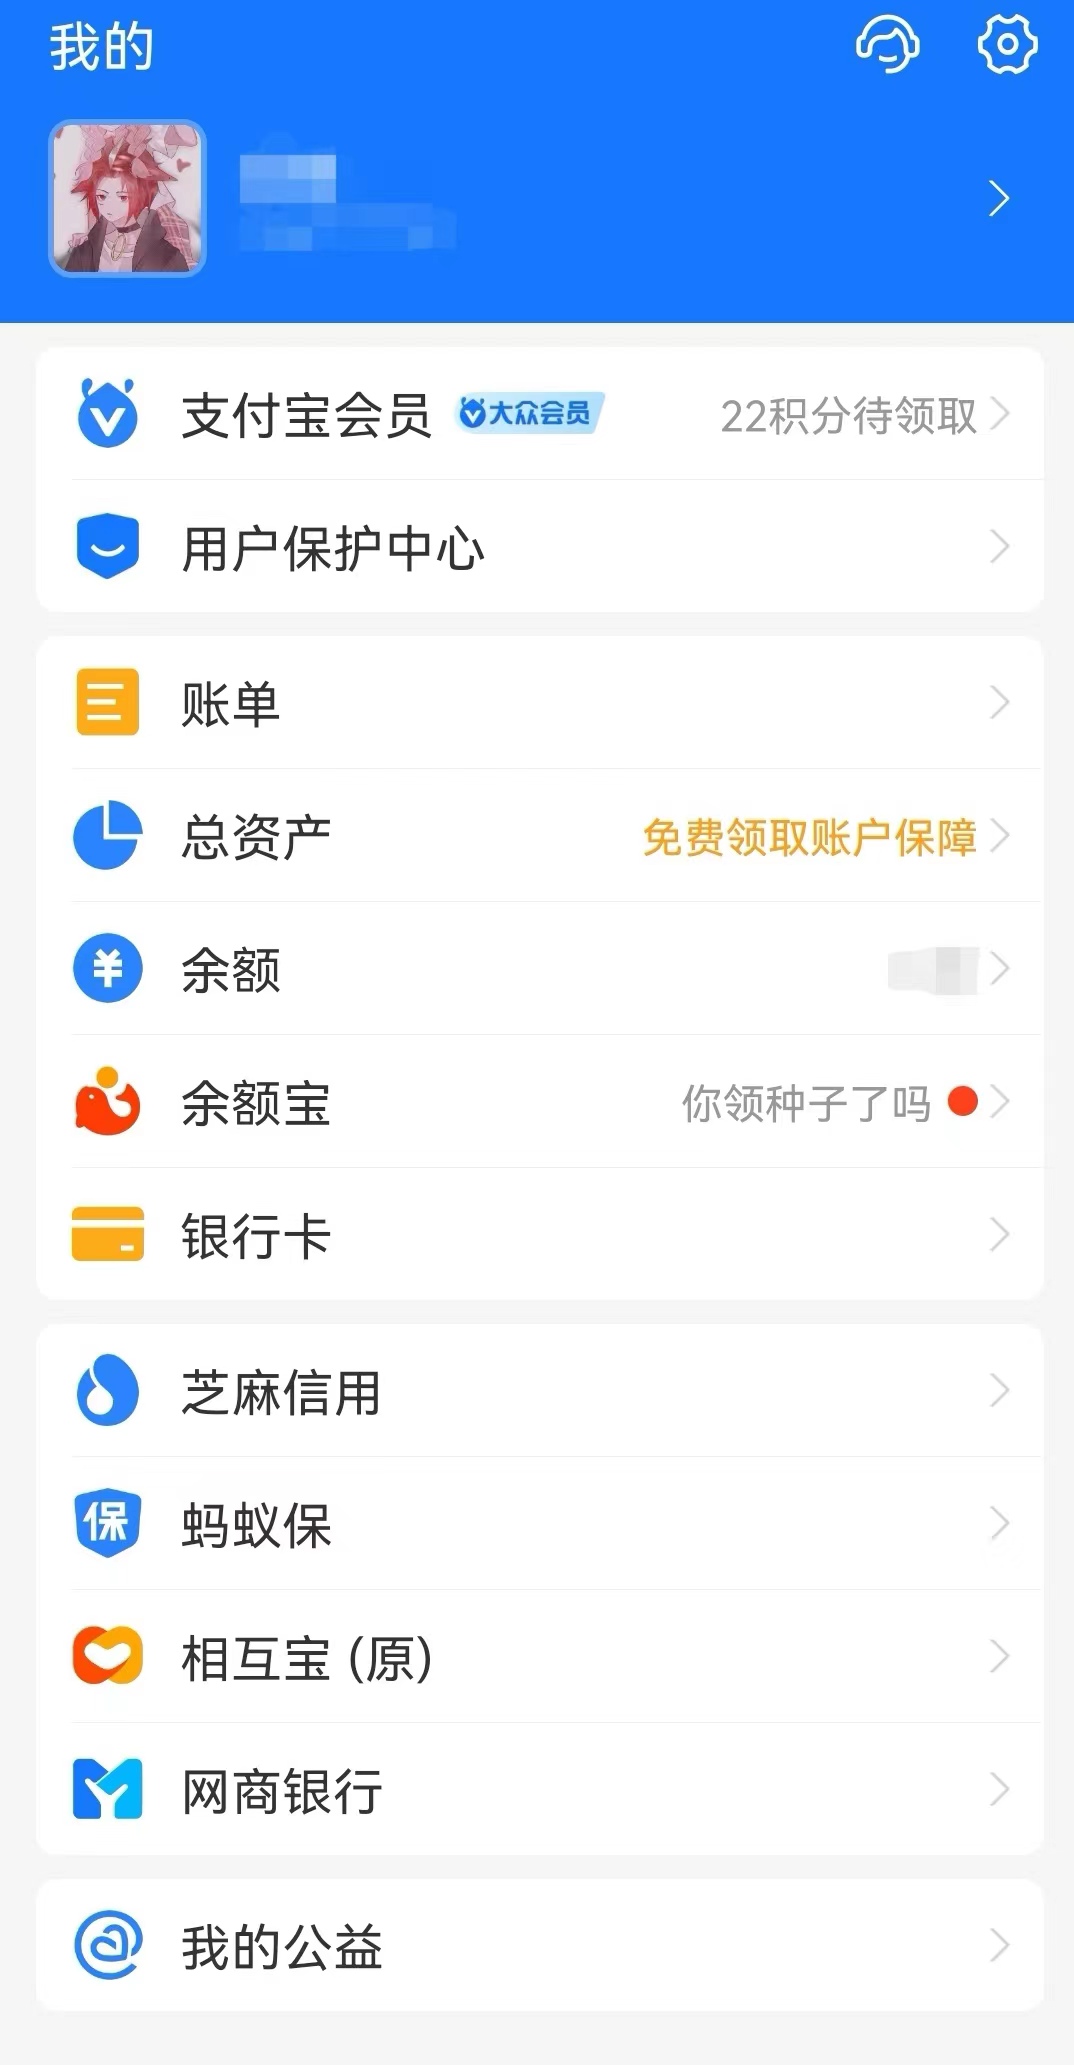 我的
支付宝会员 大众会员 22积分待领取
用户保护中心
账单
总资产 免费领取账户保障
余额
余额宝 你领种子了吗
银行卡
芝麻信用
保 蚂蚁保
相互宝 (原)
网商银行
我的公益